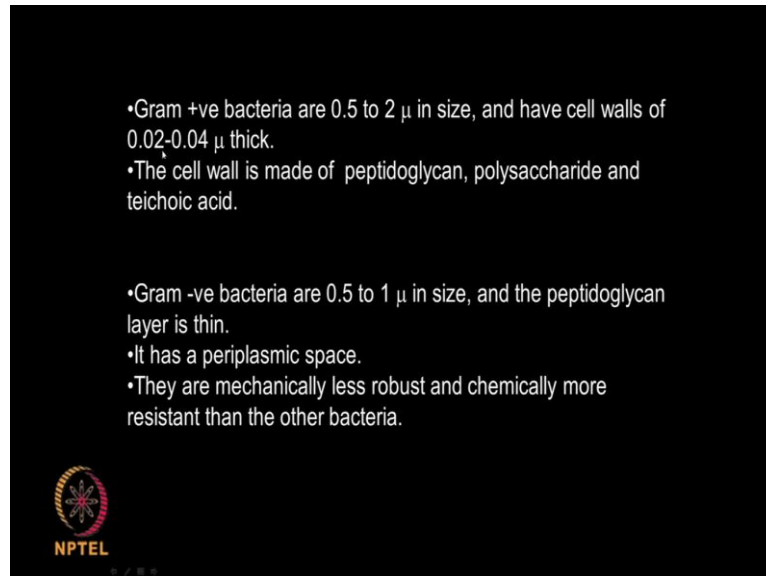 •Gram +ve bacteria are 0.5 to 2 μ in size, and have cell walls of
0.02-0.04 μ thick.
•The cell wall is made of peptidoglycan, polysaccharide and
teichoic acid.
•Gram -ve bacteria are 0.5 to 1 μ in size, and the peptidoglycan
layer is thin.
•It has a periplasmic space.
•They are mechanically less robust and chemically more
resistant than the other bacteria.
NPTEL